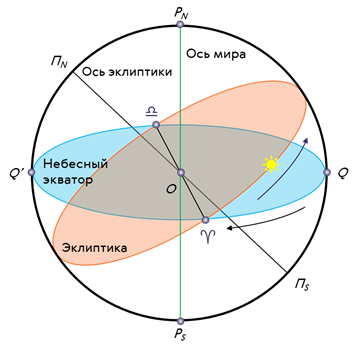 P_N
П_N
Ось мира
Ось эклиптики
♎
Небесный
экватор
Q'
O
Q
Эклиптика
♈
П_S
P_S